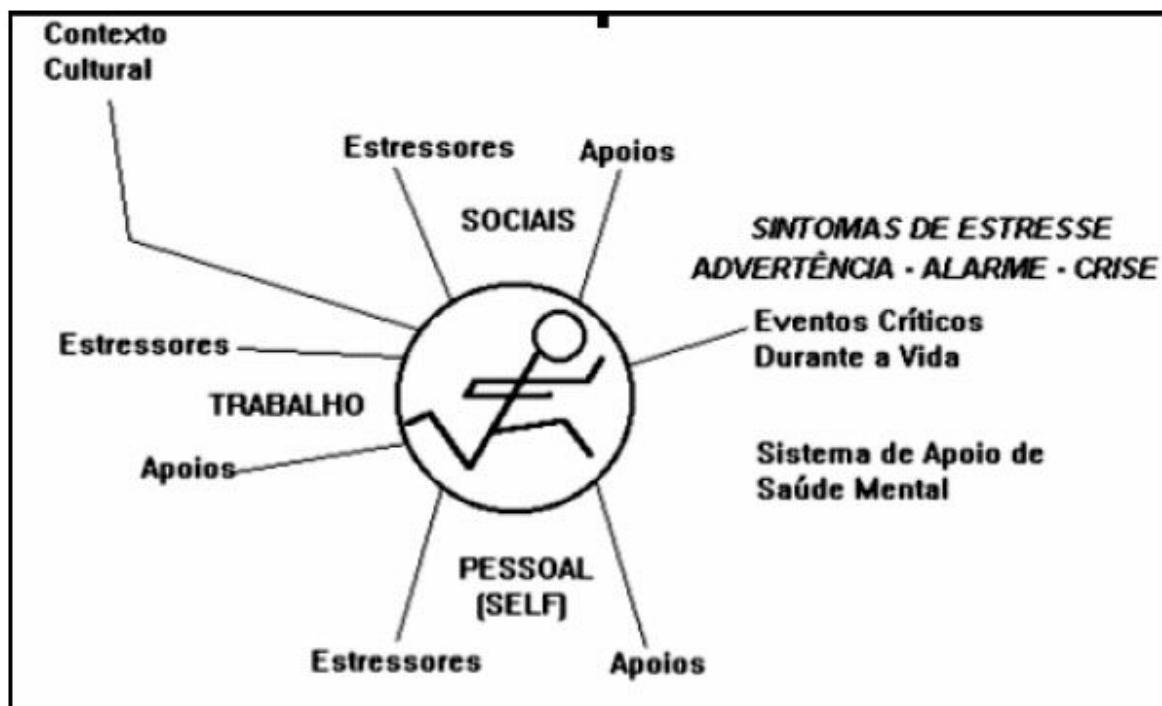 Contexto
Cultural
Estressores
Apoios
SOCIAIS
SINTOMAS DE ESTRESSE
ADVERTÊNCIA - ALARME - CRISE
Eventos Críticos
Durante a Vida
Estressores
TRABALHO
Apoios
Sistema de Apoio de
Saúde Mental
PESSOAL
(SELF)
Estressores
Apoios